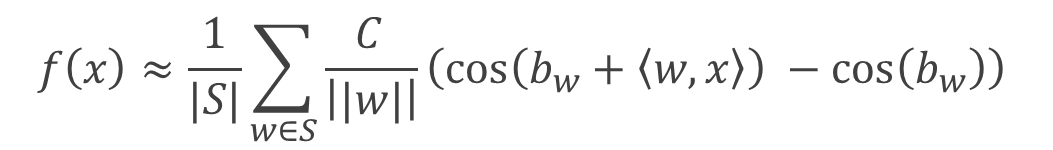 f(x) ≈ 1/|S| ∑_{w∈S} C/||w|| (cos(b_w + ⟨w, x⟩) − cos(b_w))